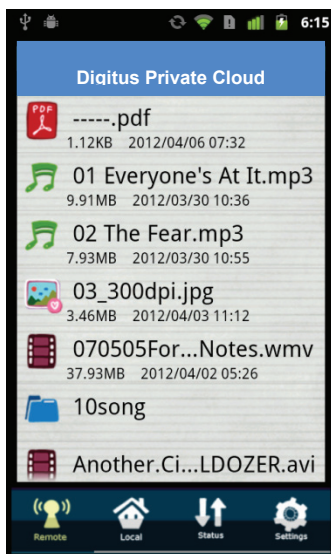 6:15
Digitus Private Cloud
PDF
-----.pdf
1.12KB 2012/04/06 07:32
01 Everyone's At It.mp3
9.91MB 2012/03/30 10:36
02 The Fear.mp3
7.93MB 2012/03/30 10:55
03_300dpi.jpg
3.46MB 2012/04/03 11:12
070505For...Notes.wmv
37.93MB 2012/04/02 05:26
10song
Another.Ci...LDOZER.avi
Remote Local Status Settings